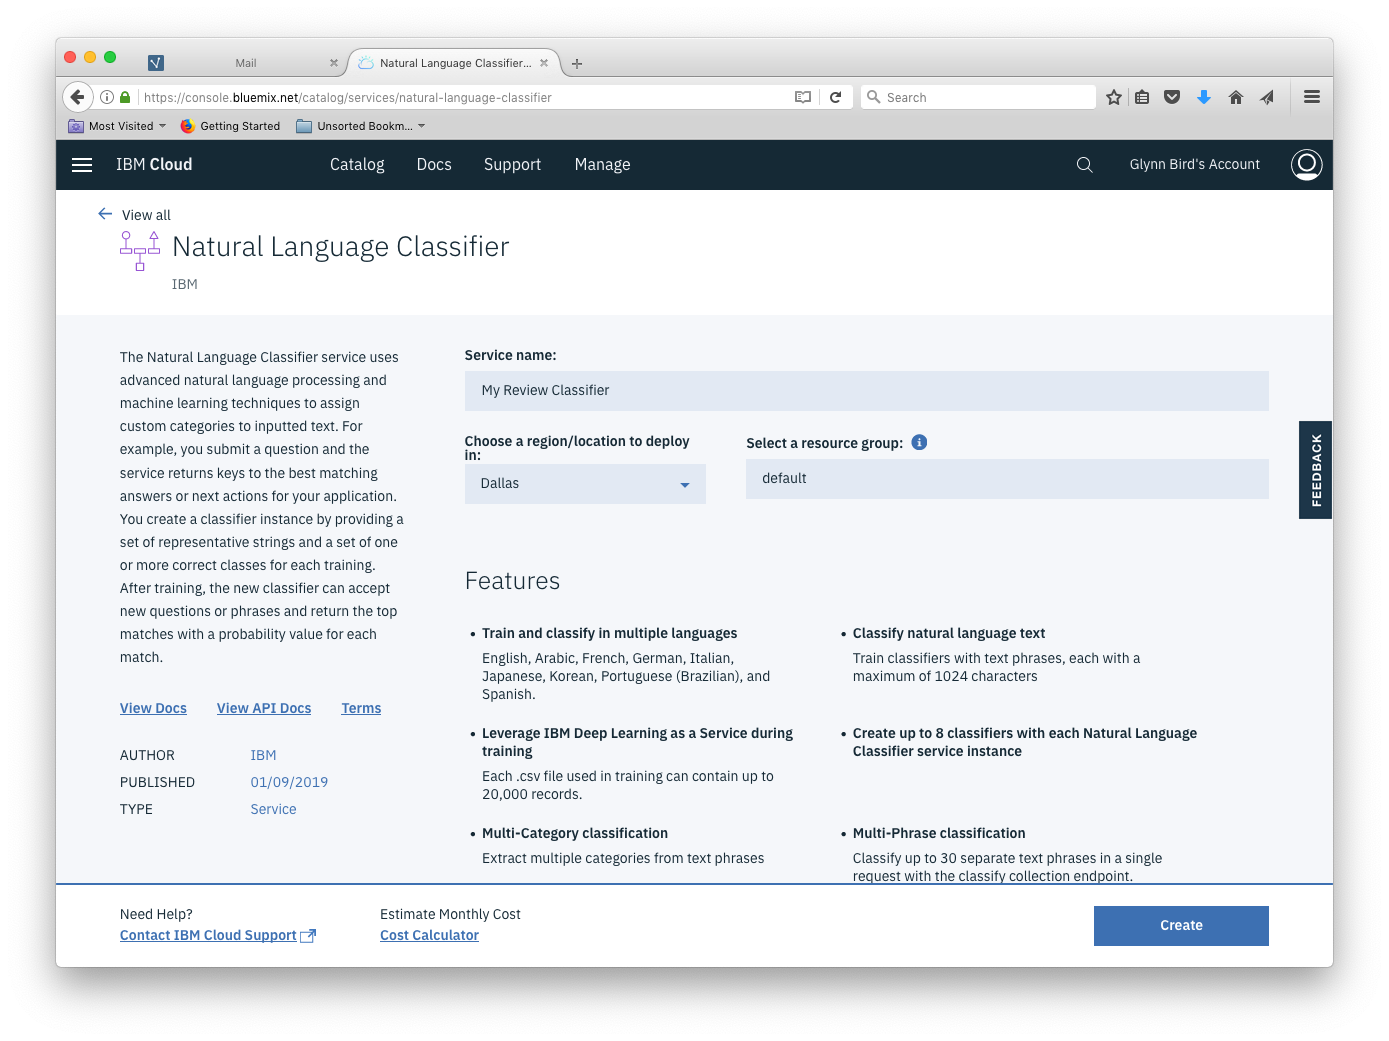 Mail
Natural Language Classifier...
https://console.bluemix.net/catalog/services/natural-language-classifier
Search
Most Visited
Getting Started
Unsorted Bookm...
IBM Cloud
Catalog
Docs
Support
Manage
Glynn Bird's Account
View all
Natural Language Classifier
IBM
The Natural Language Classifier service uses
advanced natural language processing and
machine learning techniques to assign
custom categories to inputted text. For
example, you submit a question and the
service returns keys to the best matching
answers or next actions for your application.
You create a classifier instance by providing a
set of representative strings and a set of one
or more correct classes for each training.
After training, the new classifier can accept
new questions or phrases and return the top
matches with a probability value for each
match.
View Docs
View API Docs
Terms
AUTHOR IBM
PUBLISHED 01/09/2019
TYPE Service
Service name:
My Review Classifier
Choose a region/location to deploy
in:
Dallas
Select a resource group:
default
FEEDBACK
Features
• Train and classify in multiple languages
English, Arabic, French, German, Italian,
Japanese, Korean, Portuguese (Brazilian), and
Spanish.
• Classify natural language text
Train classifiers with text phrases, each with a
maximum of 1024 characters
• Leverage IBM Deep Learning as a Service during
training
Each .csv file used in training can contain up to
20,000 records.
• Create up to 8 classifiers with each Natural Language
Classifier service instance
• Multi-Category classification
Extract multiple categories from text phrases
• Multi-Phrase classification
Classify up to 30 separate text phrases in a single
request with the classify collection endpoint.
Need Help?
Contact IBM Cloud Support
Estimate Monthly Cost
Cost Calculator
Create